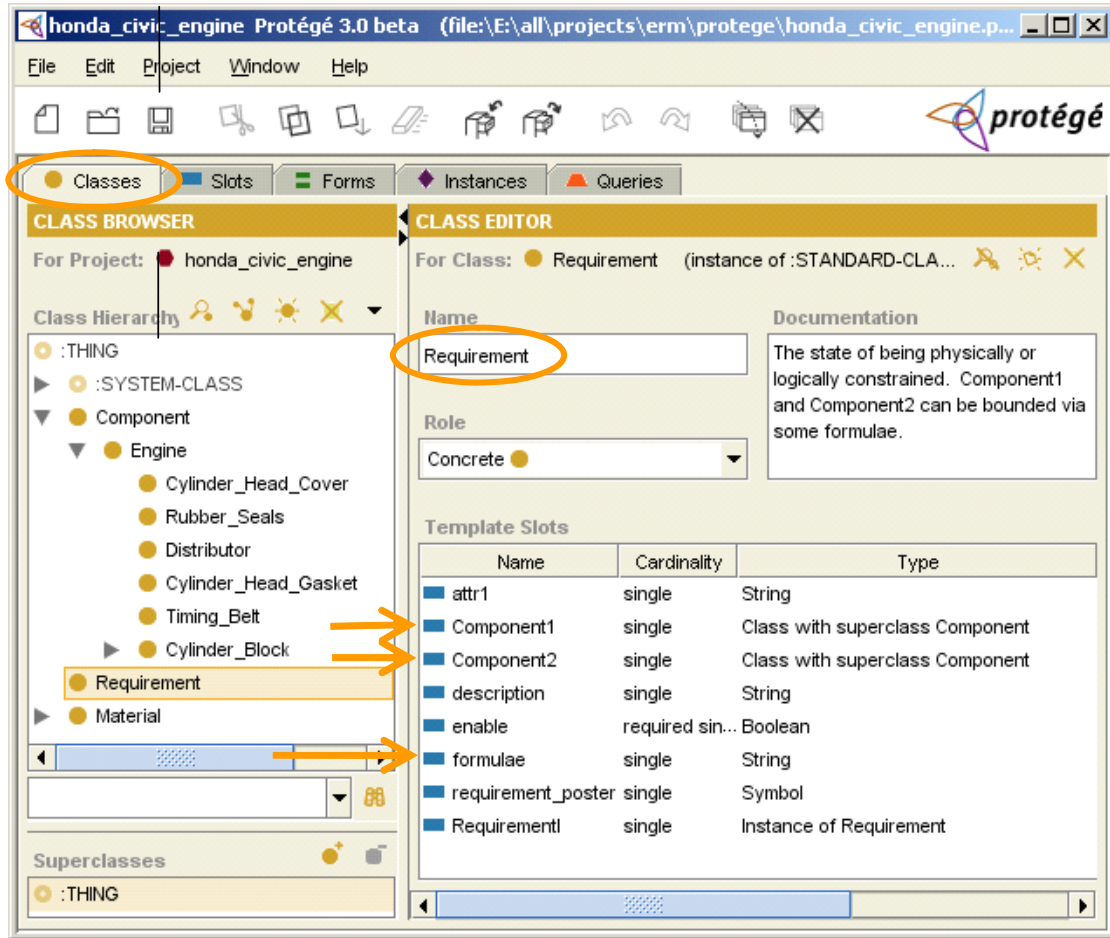 honda_civic_engine Protégé 3.0 beta (file:\E:\all\projects\erm\protege\honda_civic_engine.p...
File Edit Project Window Help
protégé
Classes Slots Forms Instances Queries
CLASS BROWSER
For Project: honda_civic_engine
Class Hierarchy
:THING
:SYSTEM-CLASS
Component
Engine
Cylinder_Head_Cover
Rubber_Seals
Distributor
Cylinder_Head_Gasket
Timing_Belt
Cylinder_Block
Requirement
Material
Superclasses
:THING
CLASS EDITOR
For Class: Requirement (instance of :STANDARD-CLA...
Name
Requirement
Role
Concrete
Documentation
The state of being physically or
logically constrained. Component1
and Component2 can be bounded via
some formulae.
Template Slots
Name Cardinality Type
attr1 single String
Component1 single Class with superclass Component
Component2 single Class with superclass Component
description single String
enable required sin... Boolean
formulae single String
requirement_poster single Symbol
RequirementI single Instance of Requirement